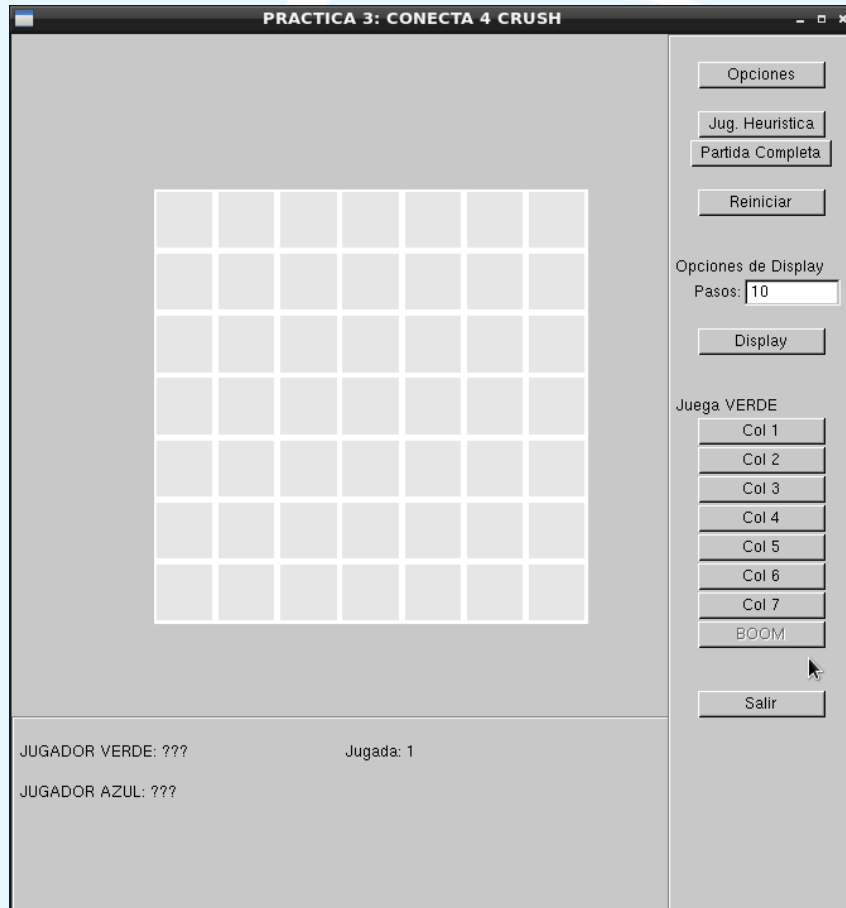 PRACTICA 3: CONECTA 4 CRUSH
Opciones
Jug. Heuristica
Partida Completa
Reiniciar
Opciones de Display
Pasos: 10
Display
Juega VERDE
Col 1
Col 2
Col 3
Col 4
Col 5
Col 6
Col 7
BOOM
Salir
JUGADOR VERDE: ??? Jugada: 1
JUGADOR AZUL: ???